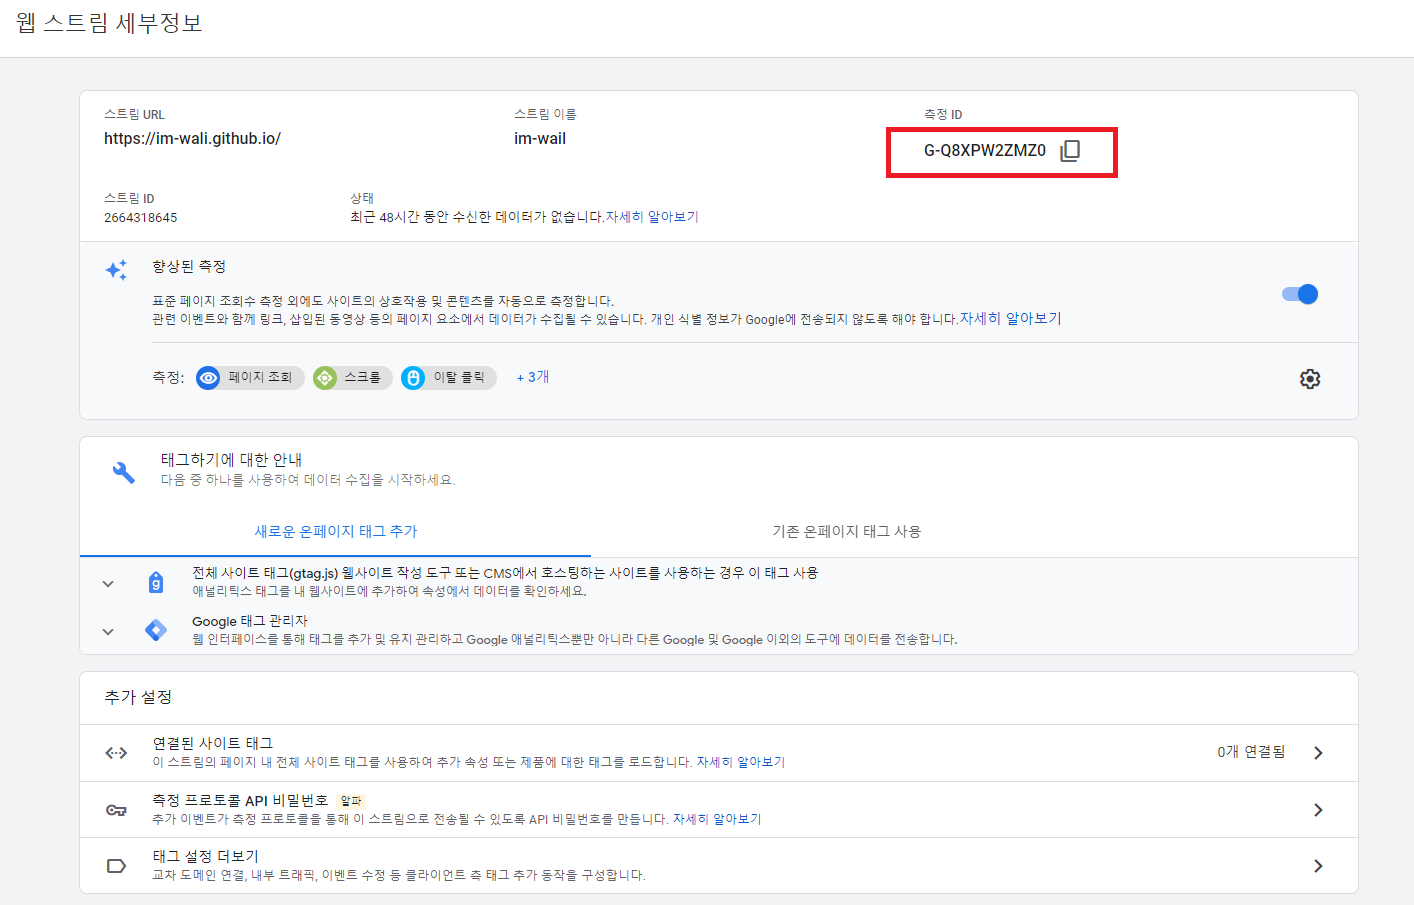 웹 스트림 세부정보
스트림 URL
https://im-wali.github.io/
스트림 이름
im-wail
측정 ID
G-Q8XPW2ZMZ0
스트림 ID
2664318645
상태
최근 48시간 동안 수신한 데이터가 없습니다.자세히 알아보기
향상된 측정
표준 페이지 조회수 측정 외에도 사이트의 상호작용 및 콘텐츠를 자동으로 측정합니다.
관련 이벤트와 함께 링크, 삽입된 동영상 등의 페이지 요소에서 데이터가 수집될 수 있습니다. 개인 식별 정보가 Google에 전송되지 않도록 해야 합니다.자세히 알아보기
측정: 페이지 조회 스크롤 이탈 클릭 + 3개
태그하기에 대한 안내
다음 중 하나를 사용하여 데이터 수집을 시작하세요.
새로운 온페이지 태그 추가
기존 온페이지 태그 사용
전체 사이트 태그(gtag.js) 웹사이트 작성 도구 또는 CMS에서 호스팅하는 사이트를 사용하는 경우 이 태그 사용
애널리틱스 태그를 내 웹사이트에 추가하여 속성에서 데이터를 확인하세요.
Google 태그 관리자
웹 인터페이스를 통해 태그를 추가 및 유지 관리하고 Google 애널리틱스뿐만 아니라 다른 Google 및 Google 이외의 도구에 데이터를 전송합니다.
추가 설정
연결된 사이트 태그
이 스트림의 페이지 내 전체 사이트 태그를 사용하여 추가 속성 또는 제품에 대한 태그를 로드합니다. 자세히 알아보기
0개 연결됨
측정 프로토콜 API 비밀번호 알파
추가 이벤트가 측정 프로토콜을 통해 이 스트림으로 전송될 수 있도록 API 비밀번호를 만듭니다. 자세히 알아보기
태그 설정 더보기
교차 도메인 연결, 내부 트래픽, 이벤트 수정 등 클라이언트 측 태그 추가 동작을 구성합니다.